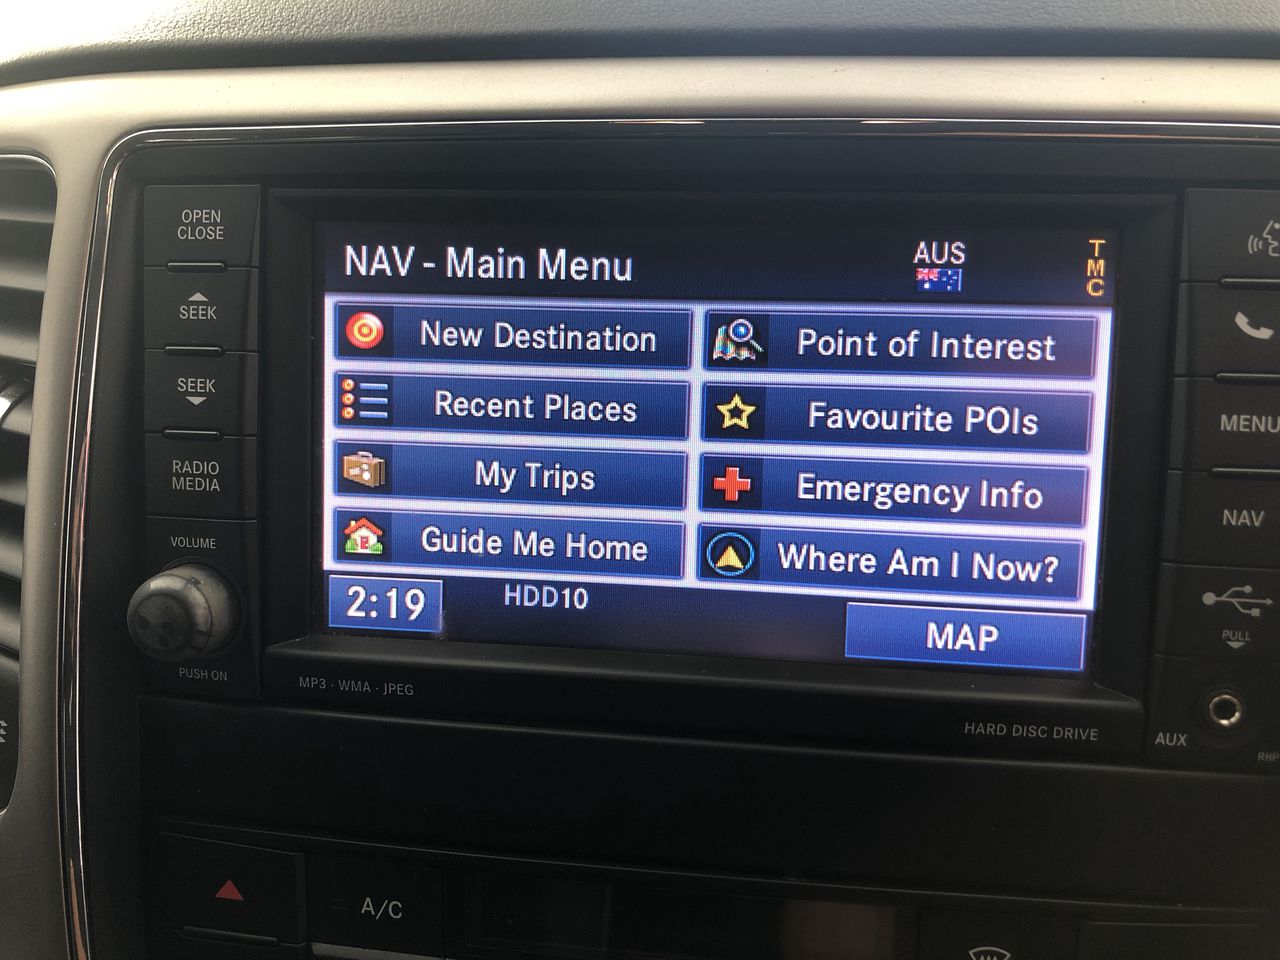 OPEN
CLOSE
SEEK
SEEK
RADIO
MEDIA
VOLUME
PUSH ON
NAV - Main Menu
AUS
TMC
New Destination
Point of Interest
Recent Places
Favourite POIs
My Trips
Emergency Info
Guide Me Home
Where Am I Now?
2:19
HDD10
MAP
MP3 · WMA · JPEG
HARD DISC DRIVE
MENU
NAV
PULL
AUX
A/C